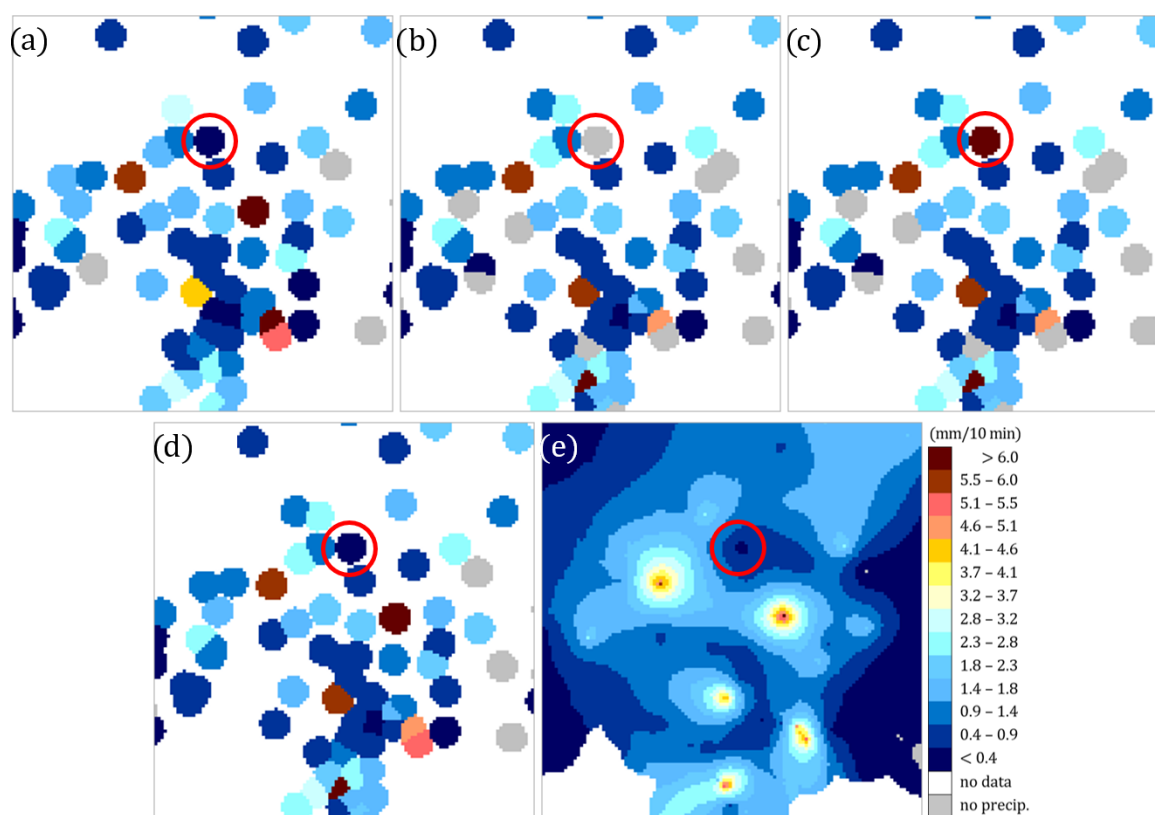 (a)
(b)
(c)
(d)
(e)
(mm/10 min)
> 6.0
5.5 – 6.0
5.1 – 5.5
4.6 – 5.1
4.1 – 4.6
3.7 – 4.1
3.2 – 3.7
2.8 – 3.2
2.3 – 2.8
1.8 – 2.3
1.4 – 1.8
0.9 – 1.4
0.4 – 0.9
< 0.4
no data
no precip.